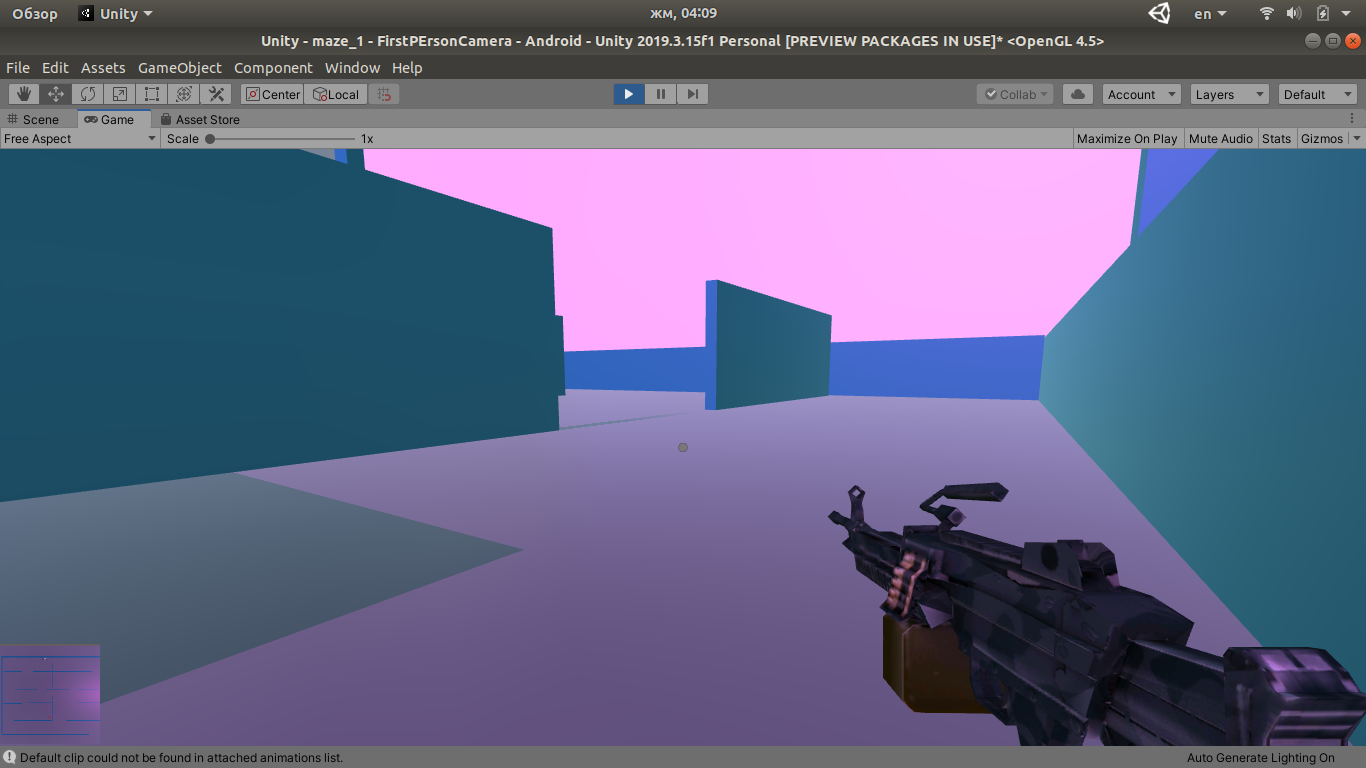 Обзор Unity жм, 04:09 en
Unity - maze_1 - FirstPErsonCamera - Android - Unity 2019.3.15f1 Personal [PREVIEW PACKAGES IN USE]* <OpenGL 4.5>
File Edit Assets GameObject Component Window Help
Center Local Collab Account Layers Default
Scene Game Asset Store
Free Aspect Scale 1x Maximize On Play Mute Audio Stats Gizmos
Default clip could not be found in attached animations list. Auto Generate Lighting On